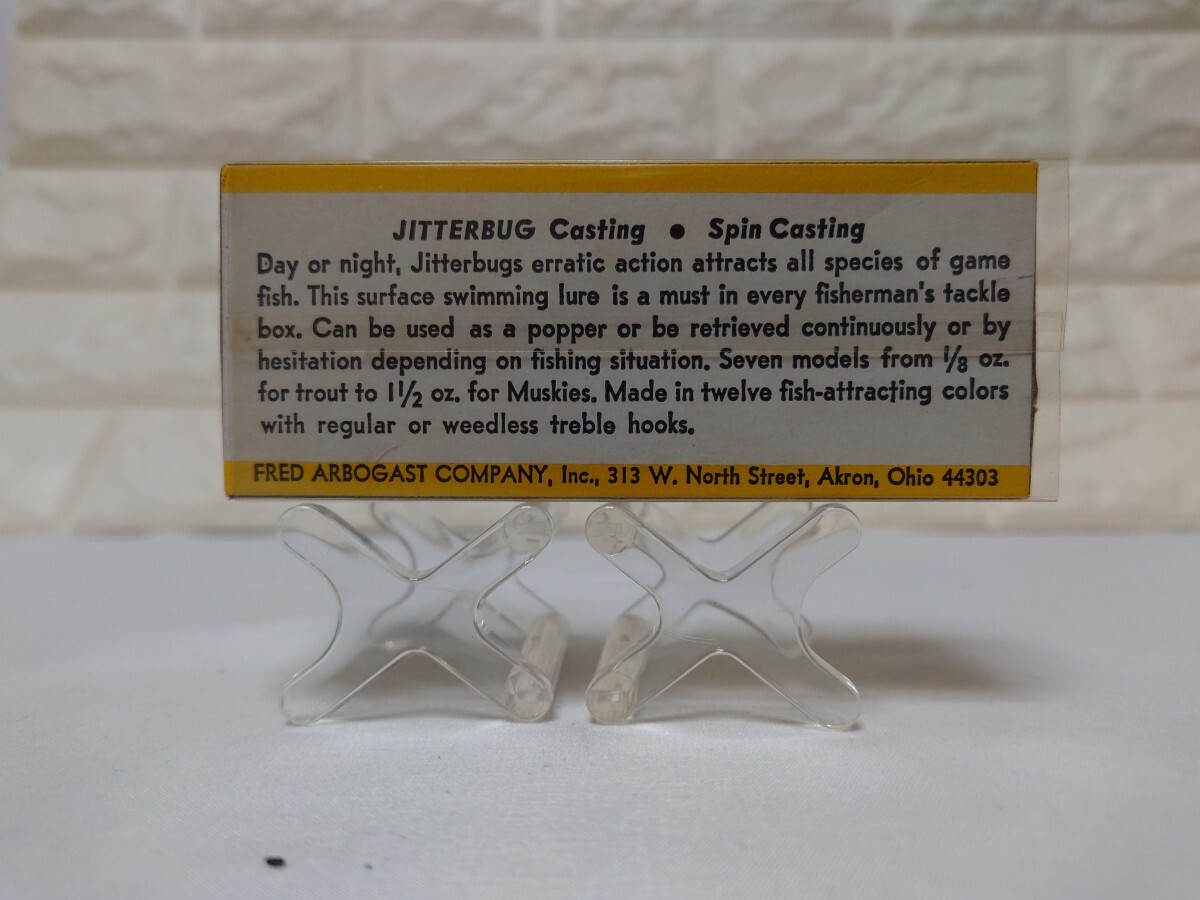 JITTERBUG Casting ● Spin Casting
Day or night, Jitterbugs erratic action attracts all species of game
fish. This surface swimming lure is a must in every fisherman's tackle
box. Can be used as a popper or be retrieved continuously or by
hesitation depending on fishing situation. Seven models from 1/8 oz.
for trout to 1 1/2 oz. for Muskies. Made in twelve fish-attracting colors
with regular or weedless treble hooks.
FRED ARBOGAST COMPANY, Inc., 313 W. North Street, Akron, Ohio 44303